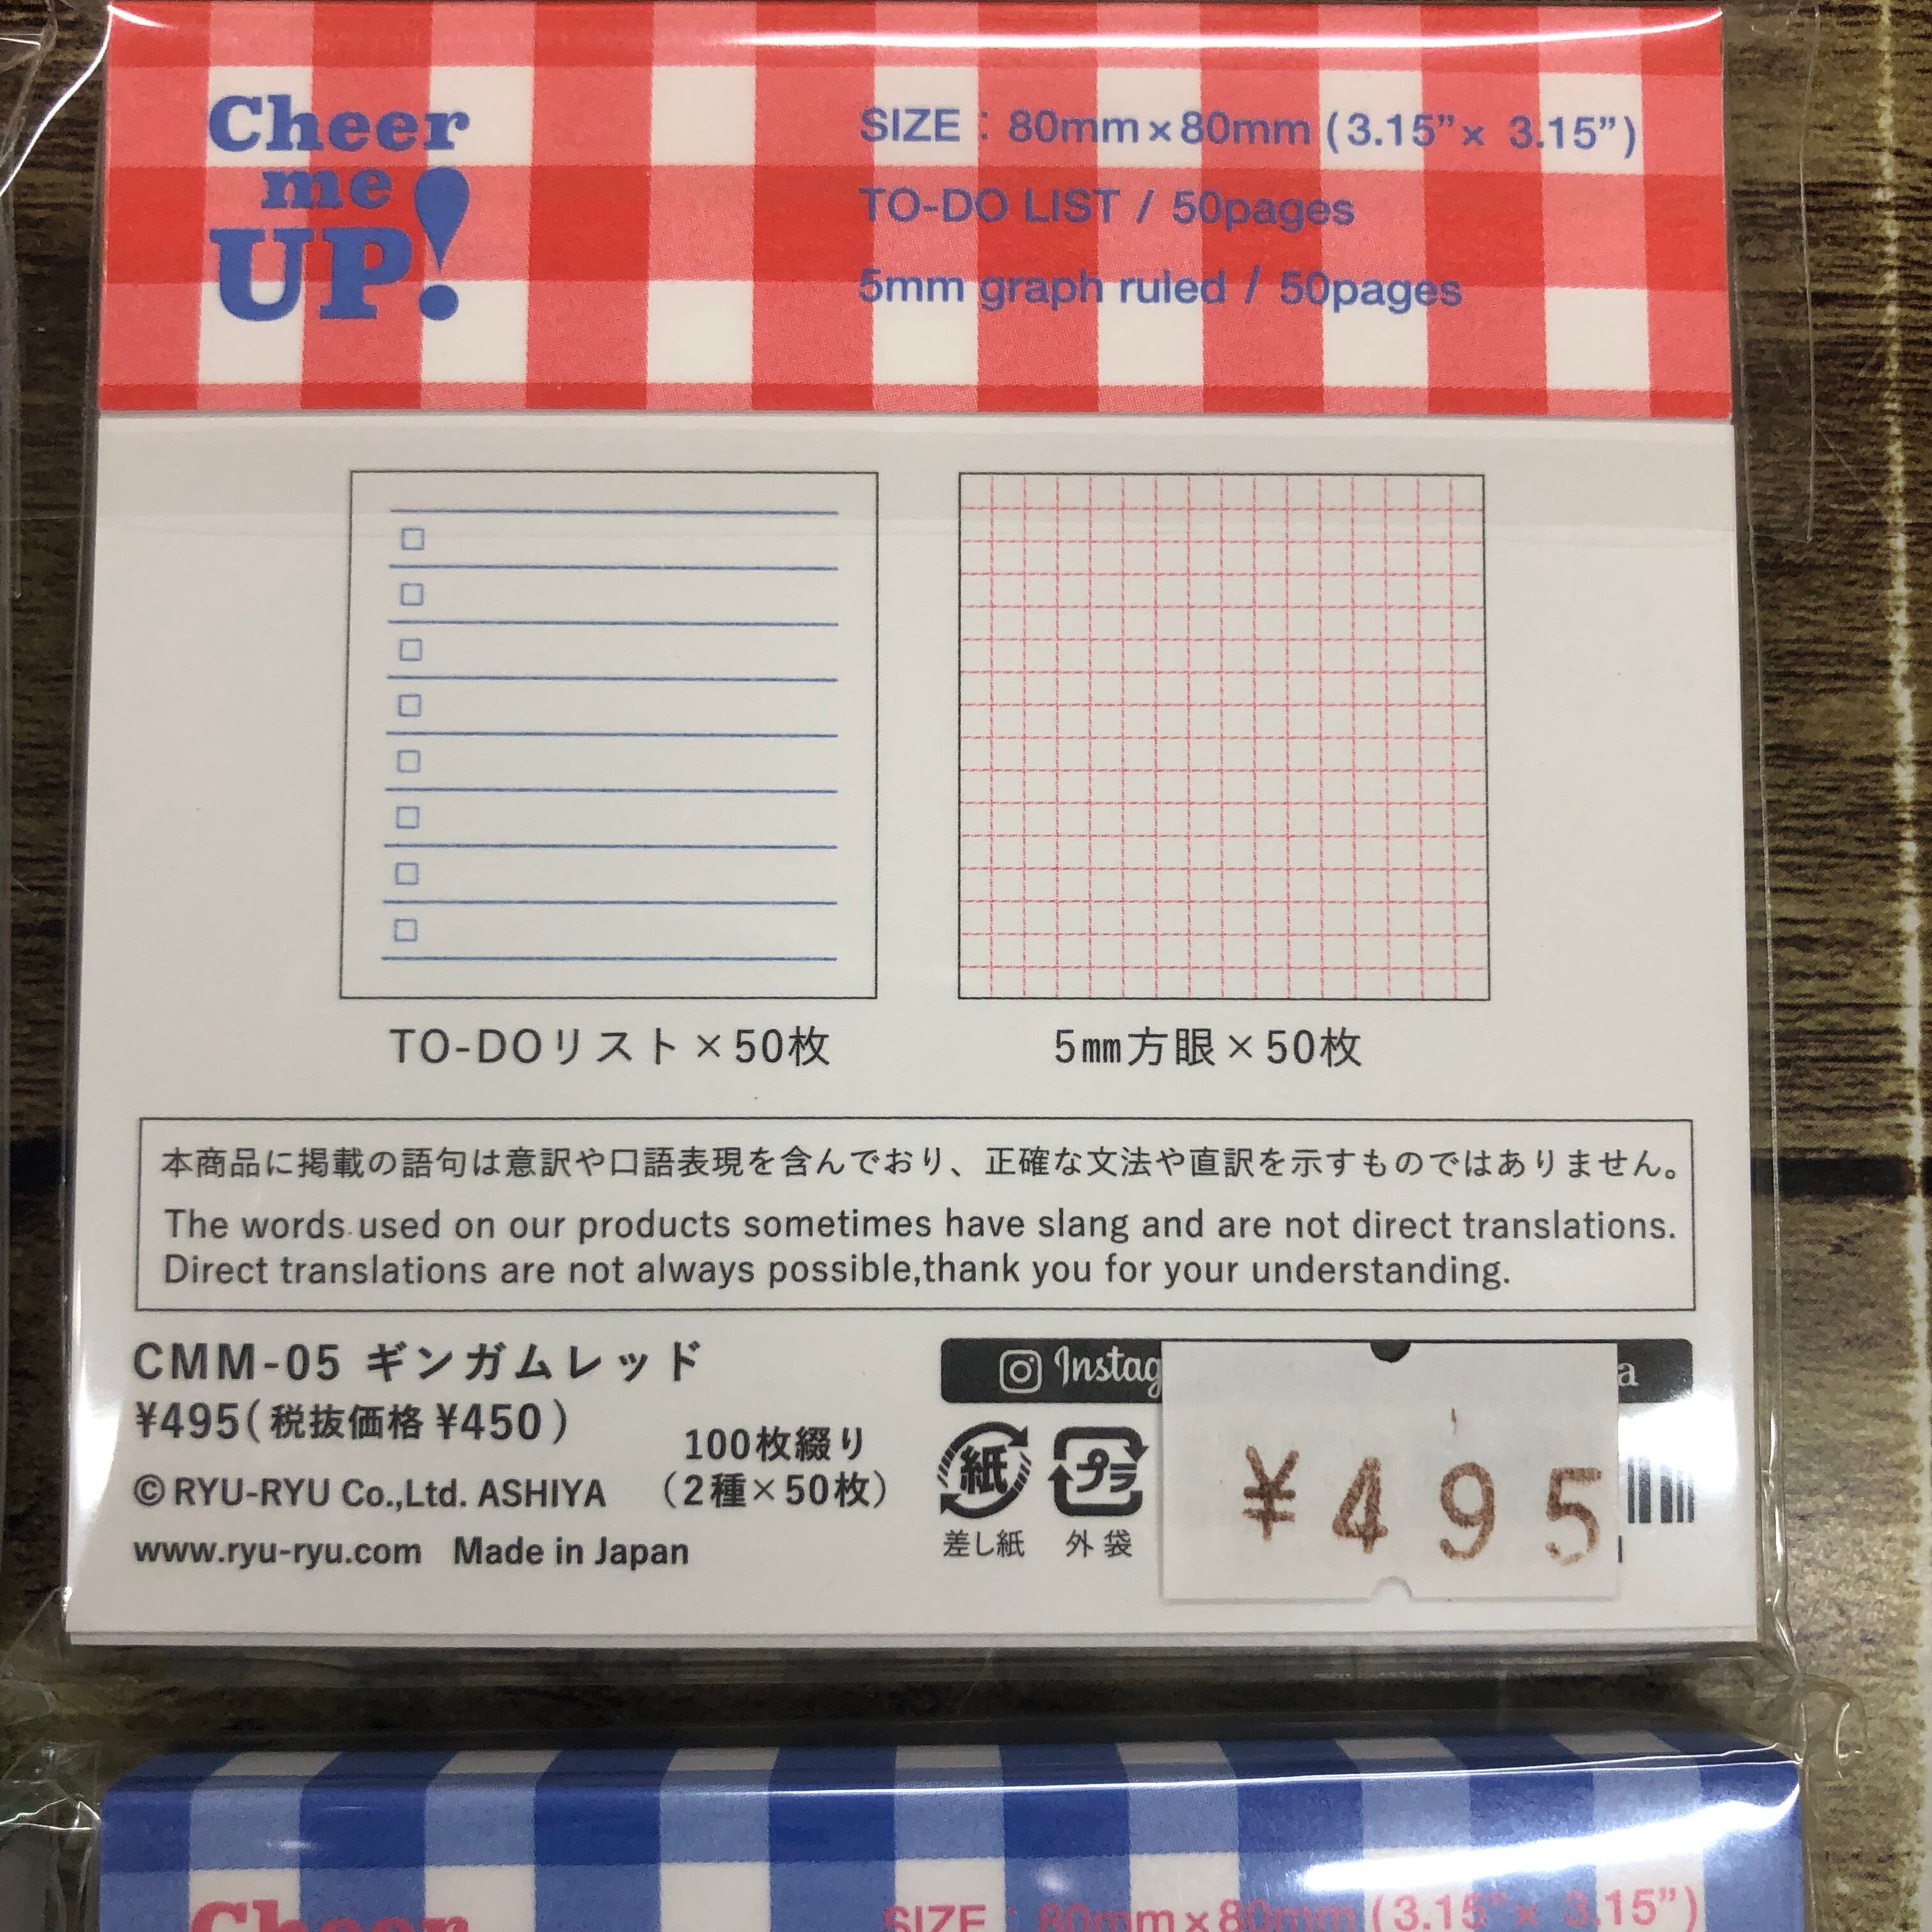 Cheer
me
UP!
SIZE : 80mm×80mm (3.15”× 3.15”)
TO-DO LIST / 50pages
5mm graph ruled / 50pages
TO-DOリスト×50枚
5㎜方眼×50枚
本商品に掲載の語句は意訳や口語表現を含んでおり、正確な文法や直訳を示すものではありません。
The words used on our products sometimes have slang and are not direct translations.
Direct translations are not always possible,thank you for your understanding.
CMM-05 ギンガムレッド
¥495(税抜価格 ¥450)
100枚綴り
(2種×50枚)
© RYU-RYU Co.,Ltd. ASHIYA
www.ryu-ryu.com Made in Japan
Instag
a
紙
プラ
差し紙
外袋
¥495
Cheer
SIZE : 80mm×80mm (3.15”× 3.15”)